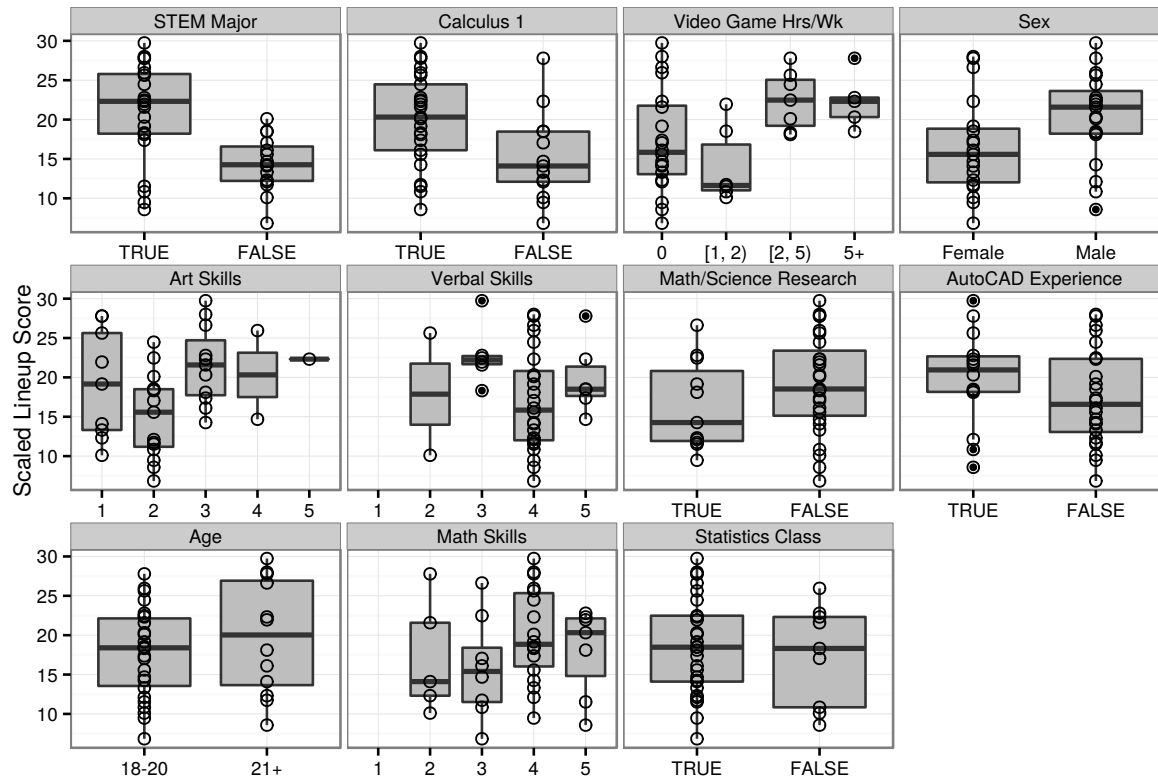 STEM Major Calculus 1 Video Game Hrs/Wk Sex
30
25
20
15
10
TRUE FALSE TRUE FALSE 0 [1, 2) [2, 5) 5+ Female Male
Art Skills Verbal Skills Math/Science Research AutoCAD Experience
30
25
20
15
10
Scaled Lineup Score
1 2 3 4 5 1 2 3 4 5 TRUE FALSE TRUE FALSE
Age Math Skills Statistics Class
30
25
20
15
10
18-20 21+ 1 2 3 4 5 TRUE FALSE